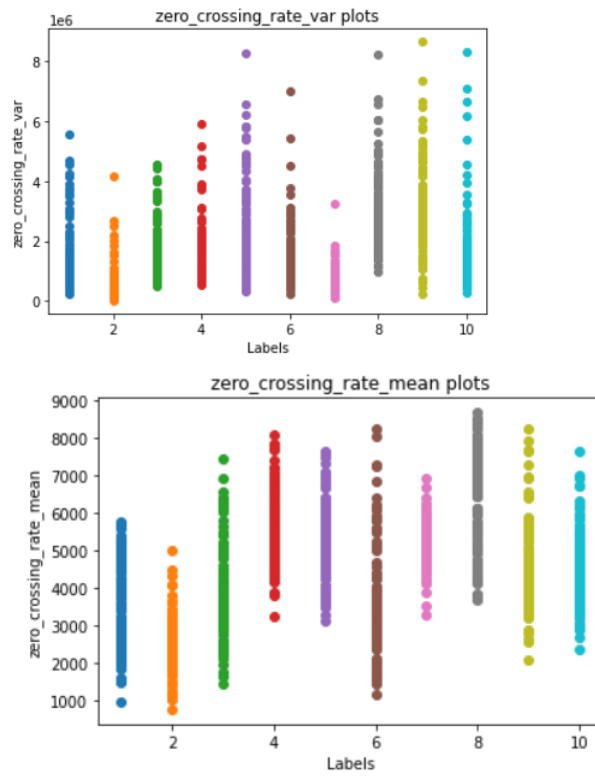 zero_crossing_rate_var plots
1e6
8
6
4
2
0
zero_crossing_rate_var
2 4 6 8 10
Labels
zero_crossing_rate_mean plots
9000
8000
7000
6000
5000
4000
3000
2000
1000
zero_crossing_rate_mean
2 4 6 8 10
Labels